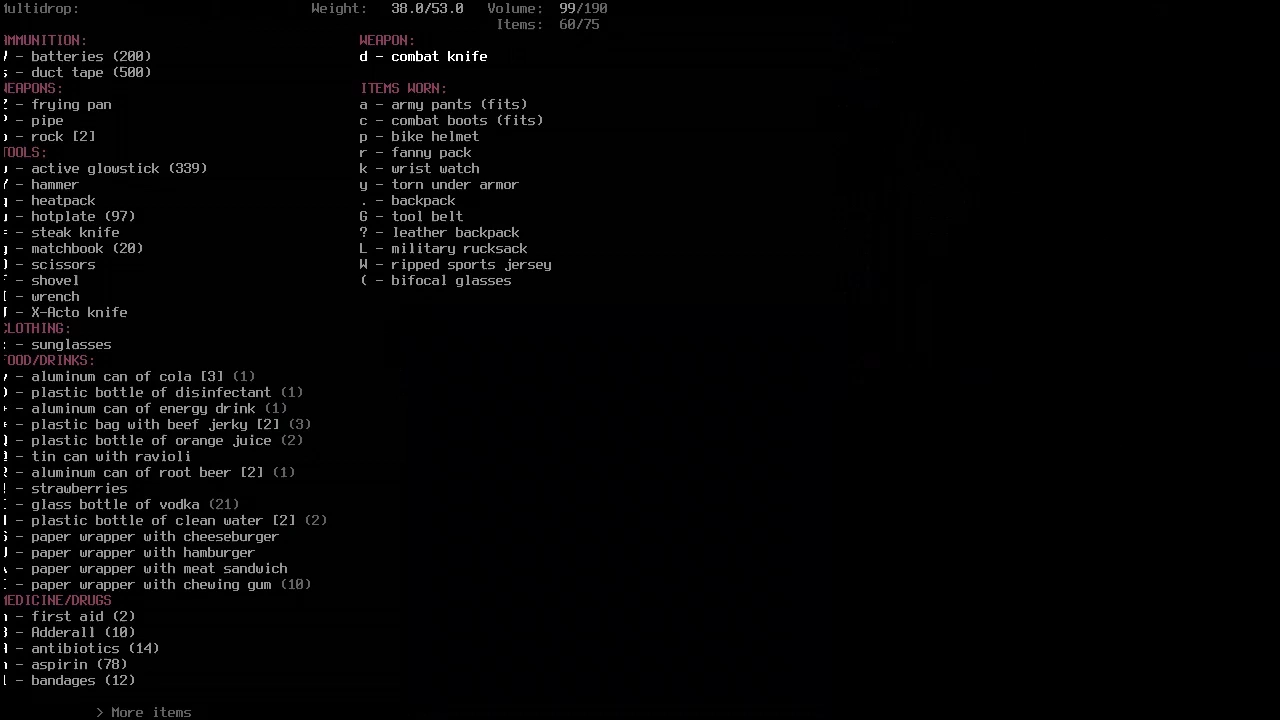 ultidrop: Weight: 38.0/53.0 Volume: 99/190
Items: 60/75
MMUNITION:
- batteries (200)
- duct tape (500)
EAPONS:
- frying pan
- pipe
- rock [2]
TOOLS:
- active glowstick (339)
- hammer
- heatpack
- hotplate (97)
- steak knife
- matchbook (20)
- scissors
- shovel
- wrench
- X-Acto knife
CLOTHING:
- sunglasses
OOD/DRINKS:
- aluminum can of cola [3] (1)
- plastic bottle of disinfectant (1)
- aluminum can of energy drink (1)
- plastic bag with beef jerky [2] (3)
- plastic bottle of orange juice (2)
- tin can with ravioli
- aluminum can of root beer [2] (1)
- strawberries
- glass bottle of vodka (21)
- plastic bottle of clean water [2] (2)
- paper wrapper with cheeseburger
- paper wrapper with hamburger
- paper wrapper with meat sandwich
- paper wrapper with chewing gum (10)
MEDICINE/DRUGS
- first aid (2)
- Adderall (10)
- antibiotics (14)
- aspirin (78)
- bandages (12)
> More items
WEAPON:
d - combat knife
ITEMS WORN:
a - army pants (fits)
c - combat boots (fits)
p - bike helmet
r - fanny pack
k - wrist watch
y - torn under armor
. - backpack
G - tool belt
? - leather backpack
L - military rucksack
W - ripped sports jersey
( - bifocal glasses